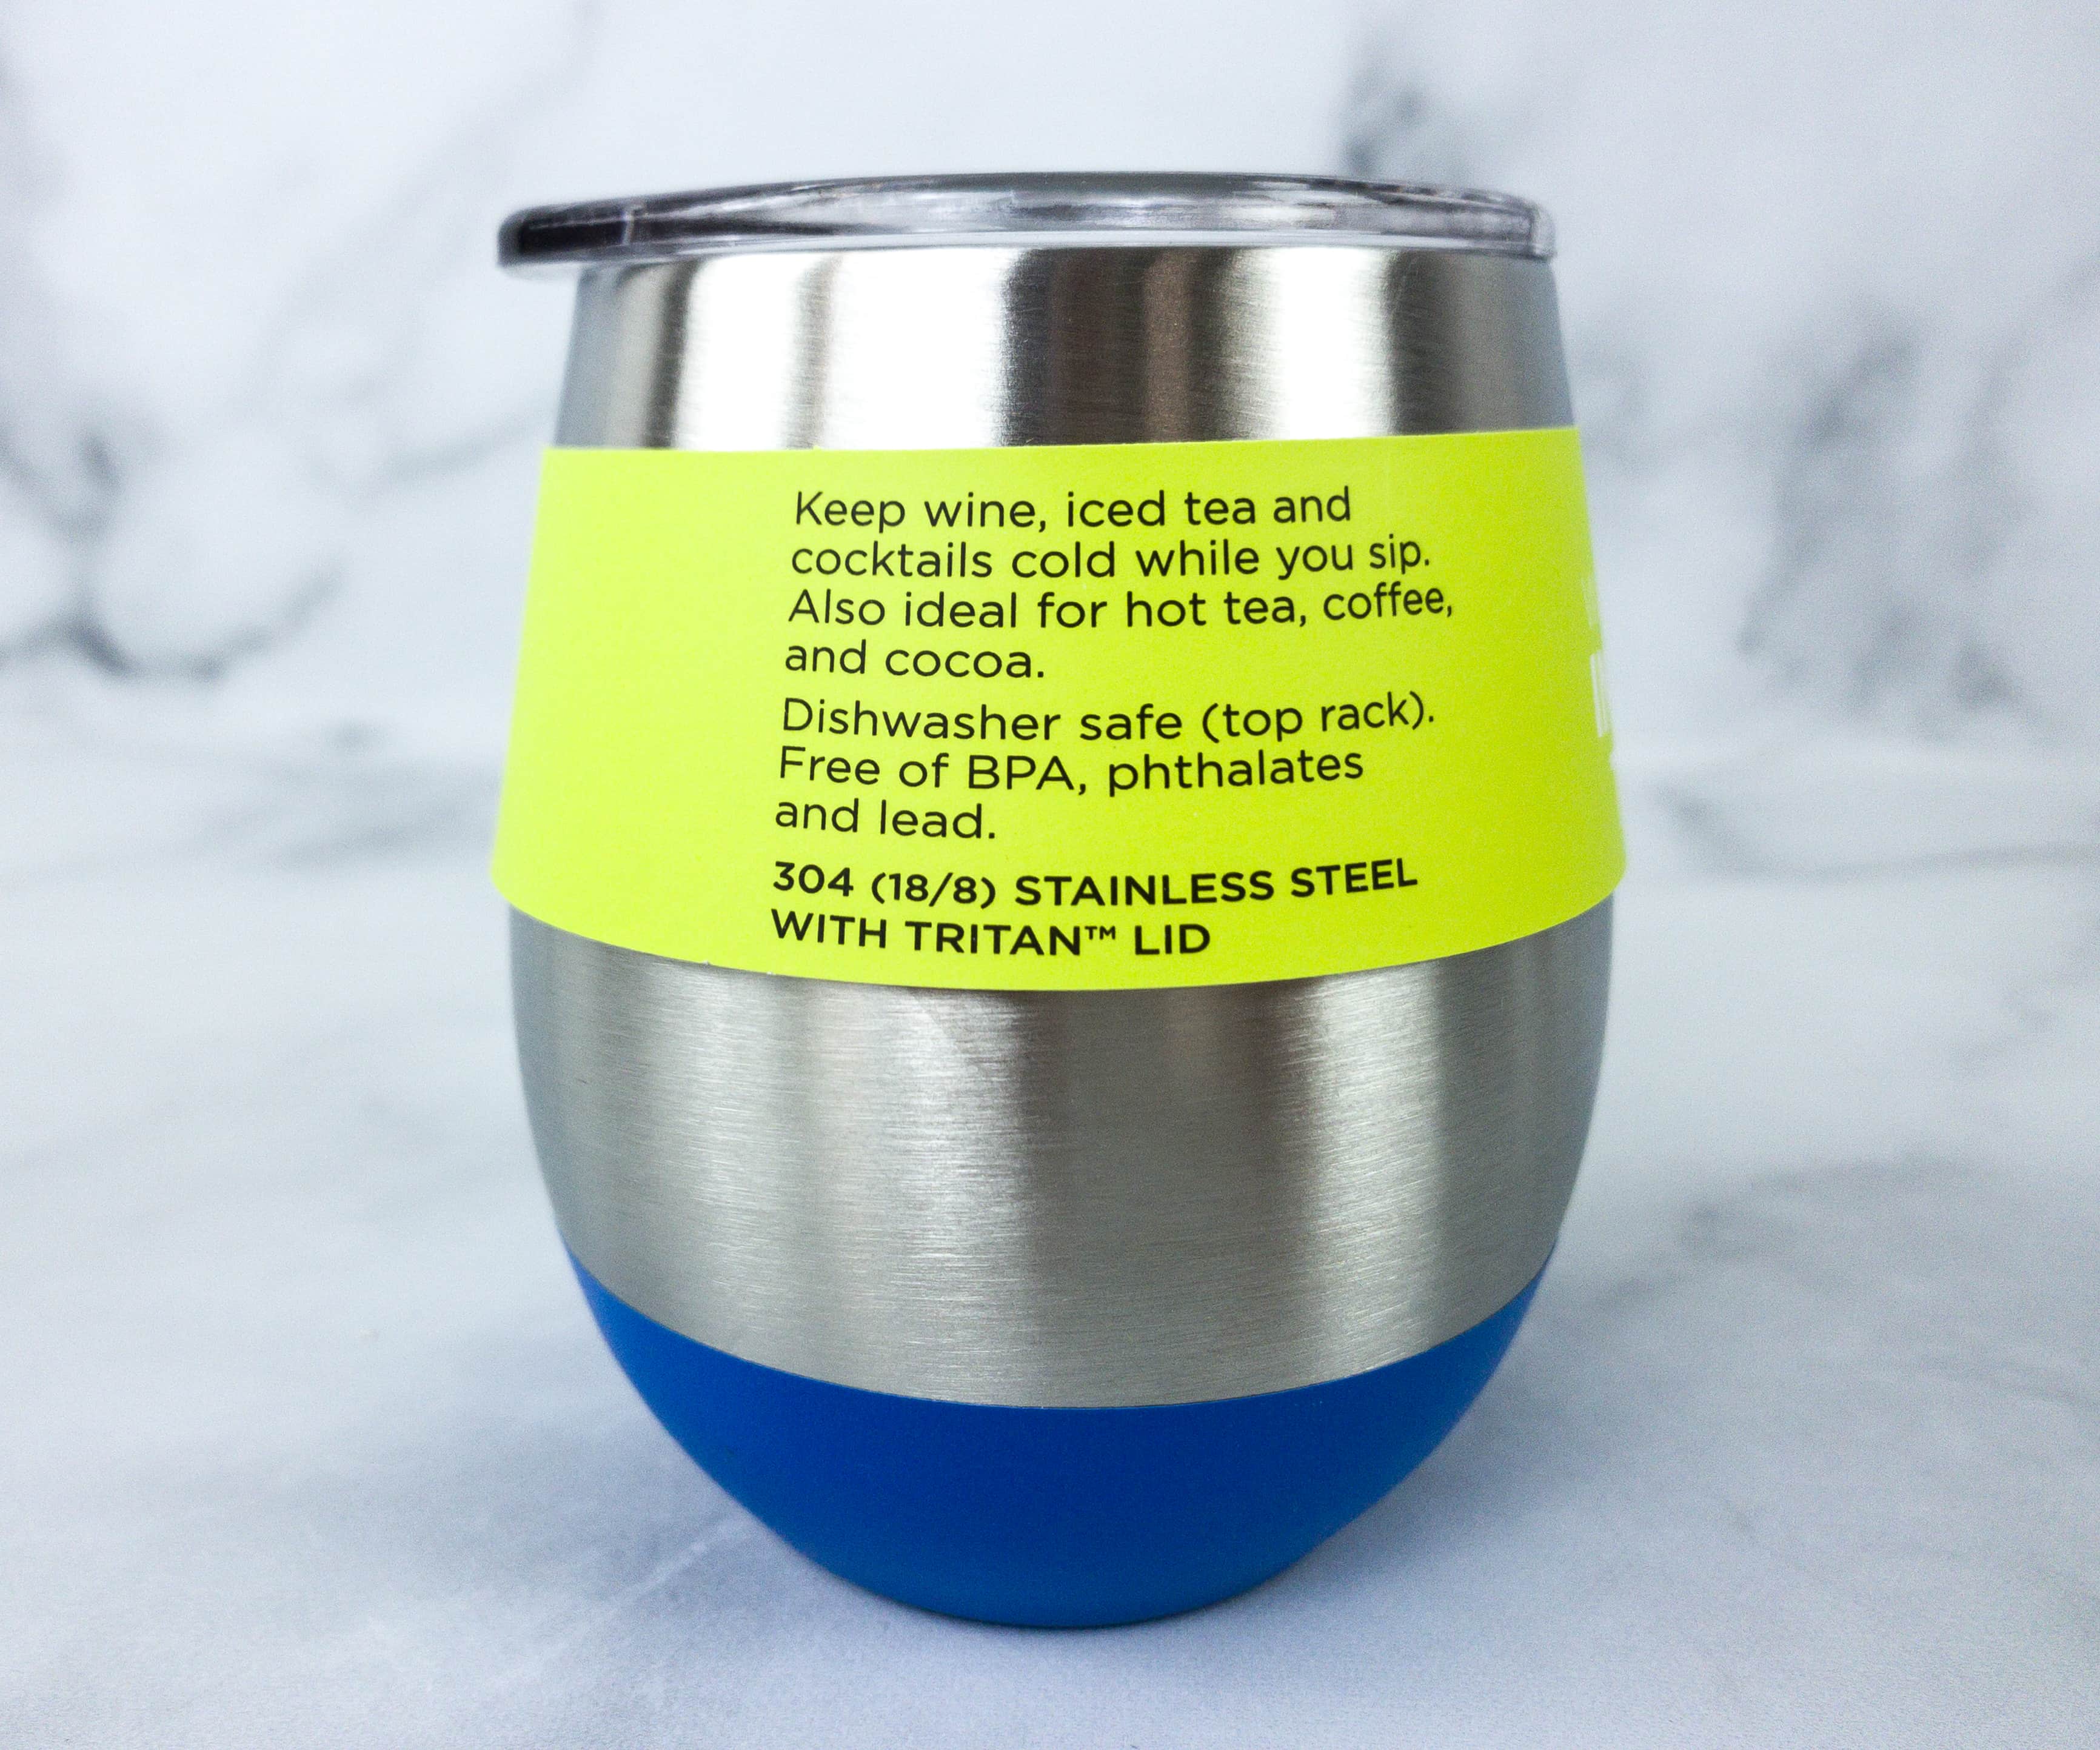 Keep wine, iced tea and
cocktails cold while you sip.
Also ideal for hot tea, coffee,
and cocoa.
Dishwasher safe (top rack).
Free of BPA, phthalates
and lead.
304 (18/8) STAINLESS STEEL
WITH TRITAN™ LID